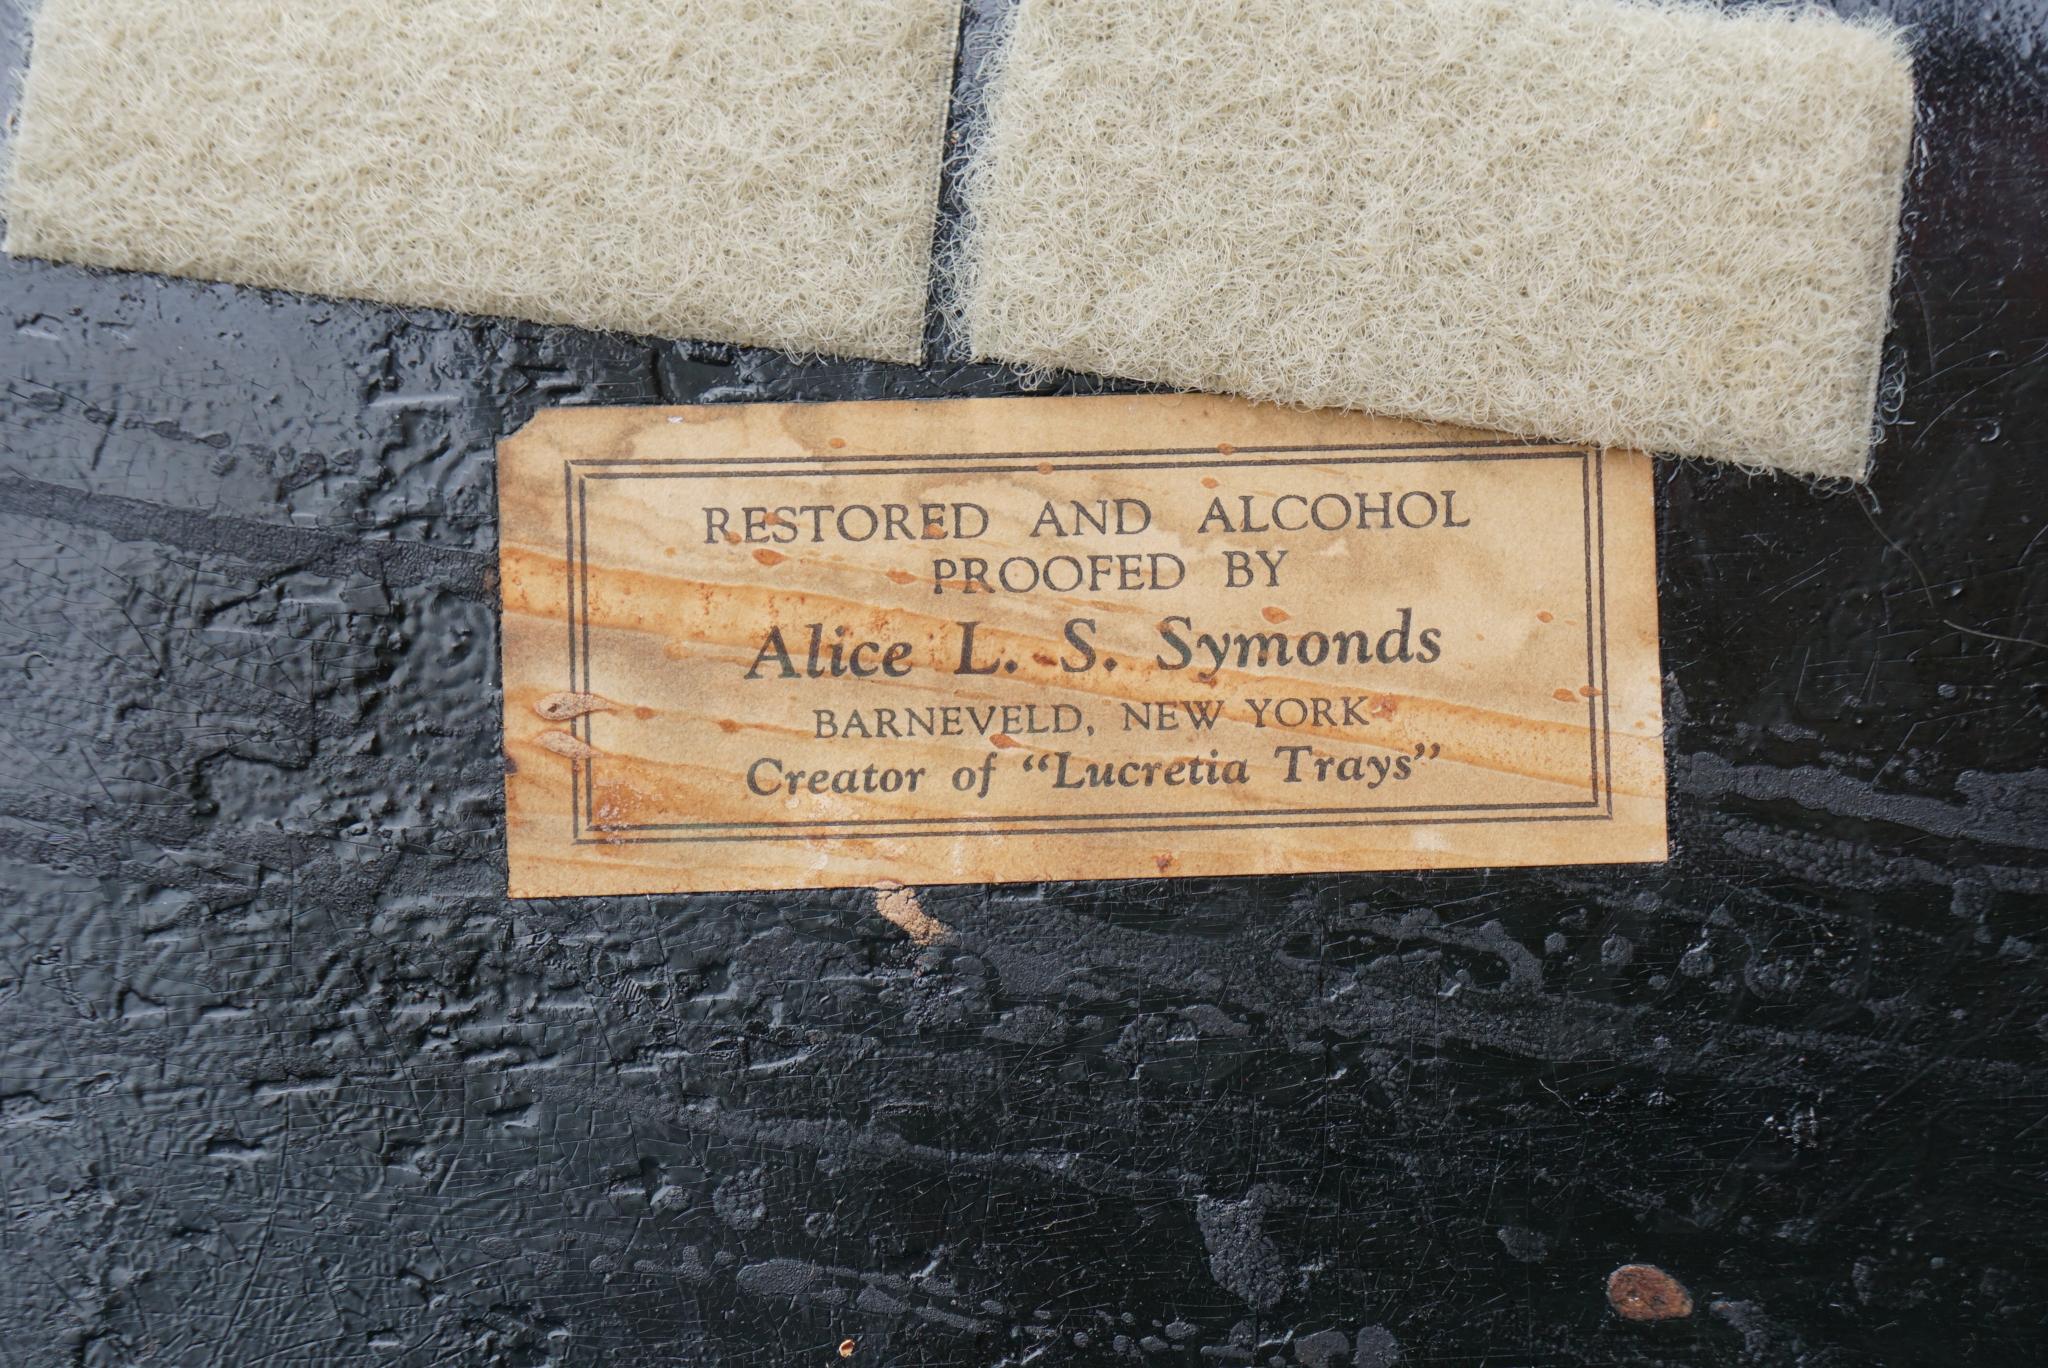 RESTORED AND ALCOHOL
PROOFED BY
Alice L. S. Symonds
BARNEVELD, NEW YORK
Creator of “Lucretia Trays”